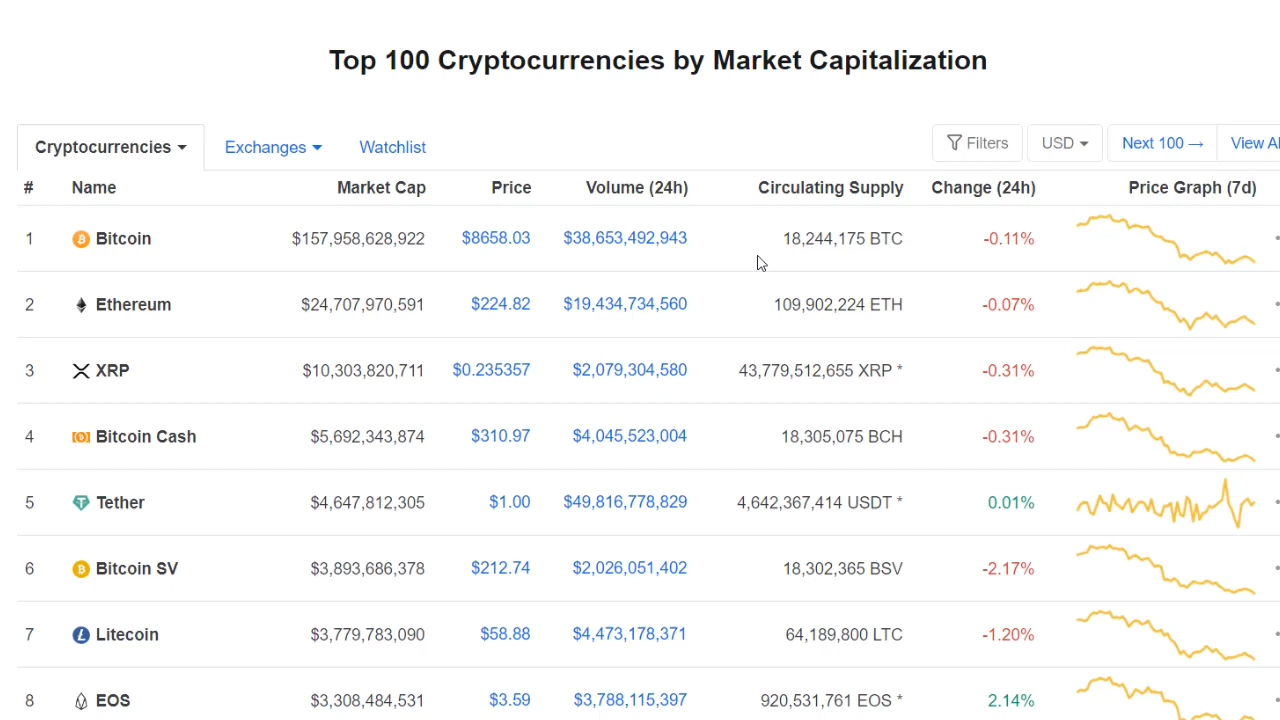 Top 100 Cryptocurrencies by Market Capitalization
Cryptocurrencies Exchanges Watchlist Filters USD Next 100 → View Al
# Name Market Cap Price Volume (24h) Circulating Supply Change (24h) Price Graph (7d)
1 Bitcoin $157,958,628,922 $8658.03 $38,653,492,943 18,244,175 BTC -0.11%
2 Ethereum $24,707,970,591 $224.82 $19,434,734,560 109,902,224 ETH -0.07%
3 XRP $10,303,820,711 $0.235357 $2,079,304,580 43,779,512,655 XRP * -0.31%
4 Bitcoin Cash $5,692,343,874 $310.97 $4,045,523,004 18,305,075 BCH -0.31%
5 Tether $4,647,812,305 $1.00 $49,816,778,829 4,642,367,414 USDT * 0.01%
6 Bitcoin SV $3,893,686,378 $212.74 $2,026,051,402 18,302,365 BSV -2.17%
7 Litecoin $3,779,783,090 $58.88 $4,473,178,371 64,189,800 LTC -1.20%
8 EOS $3,308,484,531 $3.59 $3,788,115,397 920,531,761 EOS * 2.14%